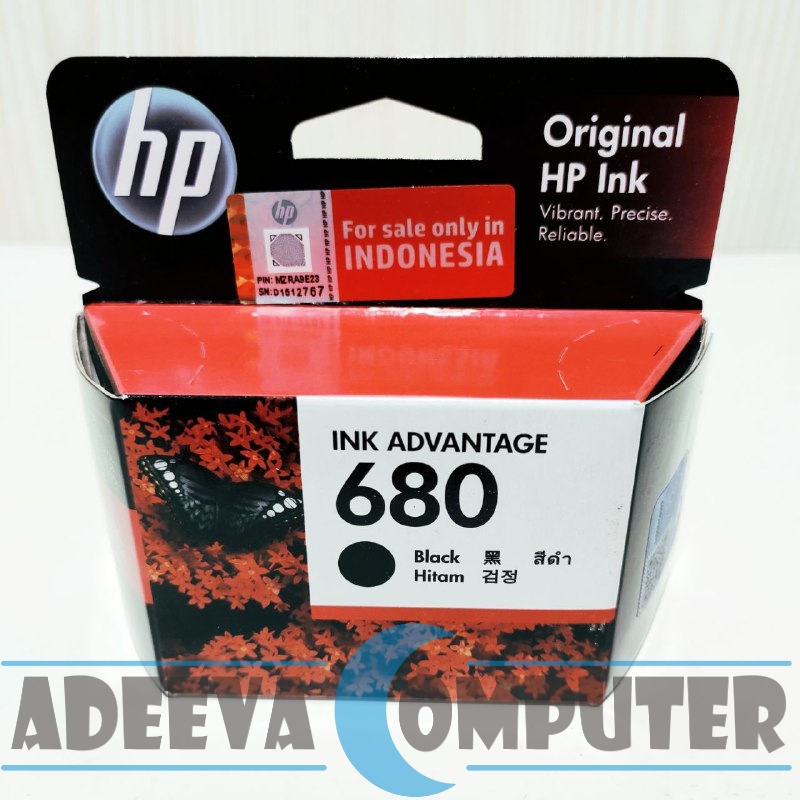 hp
Original
HP Ink
Vibrant. Precise.
Reliable.
hp
For sale only in
INDONESIA
PIN: MZRA9E23
SN:D1512767
INK ADVANTAGE
680
Black 黑 สีดำ
Hitam 검정
ADEEVA COMPUTER